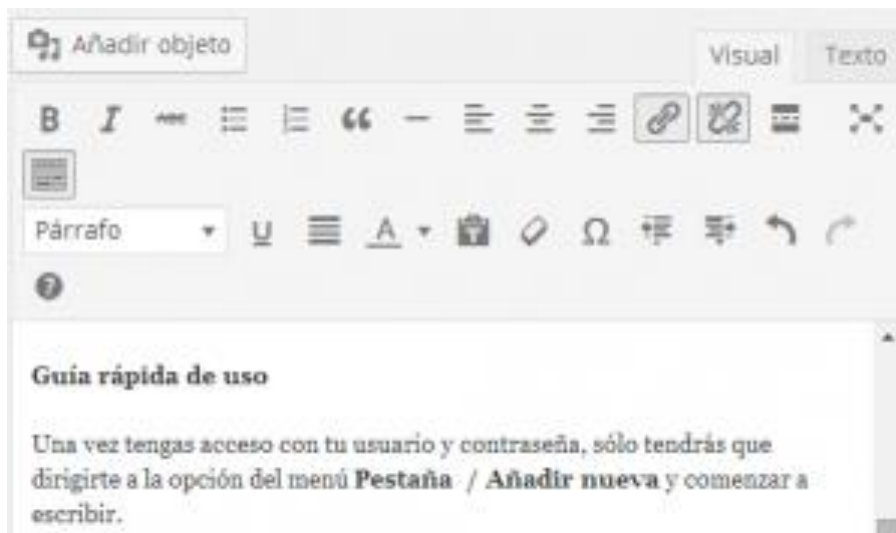 Añadir objeto
Visual Texto
B I ABC
Párrafo U A Ω
Guía rápida de uso
Una vez tengas acceso con tu usuario y contraseña, sólo tendrás que
dirigirte a la opción del menú Pestaña / Añadir nueva y comenzar a
escribir.